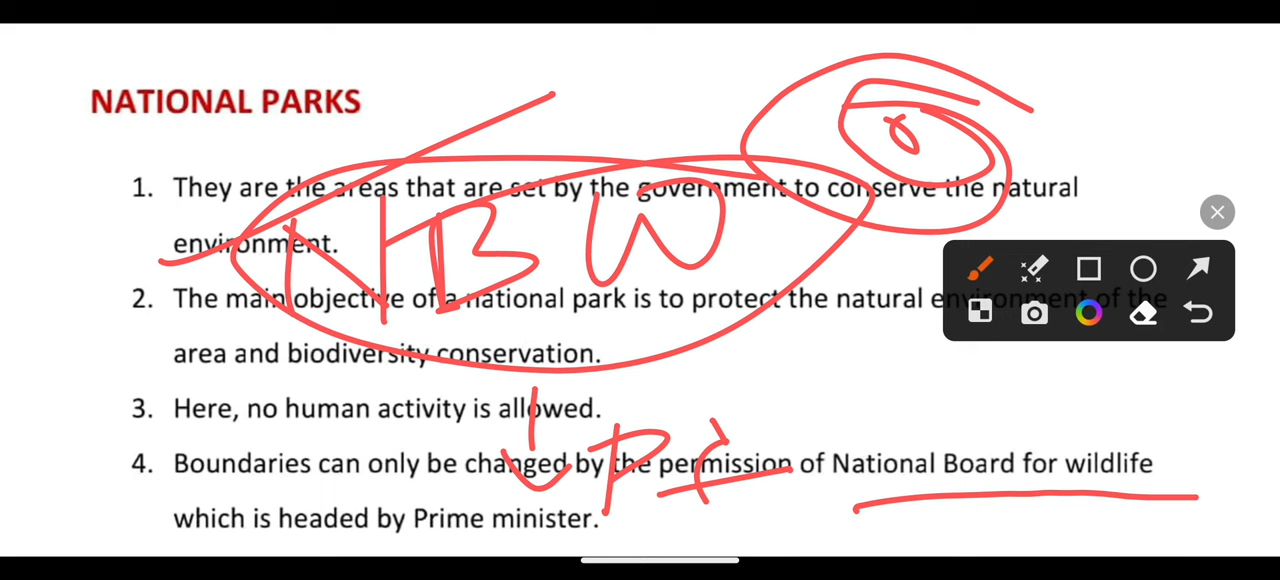 NATIONAL PARKS
1. They are the areas that are set by the government to conserve the natural
environment.
NBW
2. The main objective of a national park is to protect the natural environment of the
area and biodiversity conservation.
3. Here, no human activity is allowed.
4. Boundaries can only be changed by the permission of National Board for wildlife
which is headed by Prime minister.